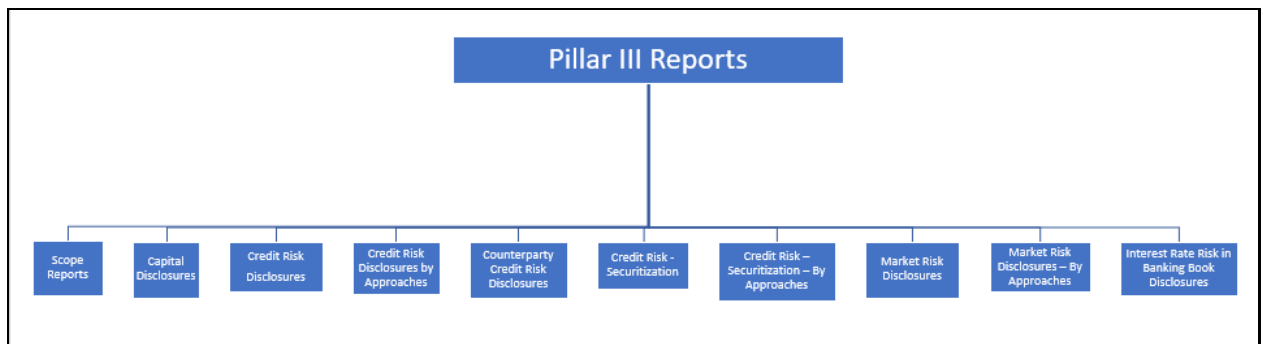 Pillar III Reports
Scope
Reports
Capital
Disclosures
Credit Risk
Disclosures
Credit Risk
Disclosures by
Approaches
Counterparty
Credit Risk
Disclosures
Credit Risk -
Securitization
Credit Risk –
Securitization – By
Approaches
Market Risk
Disclosures
Market Risk
Disclosures – By
Approaches
Interest Rate Risk in
Banking Book
Disclosures